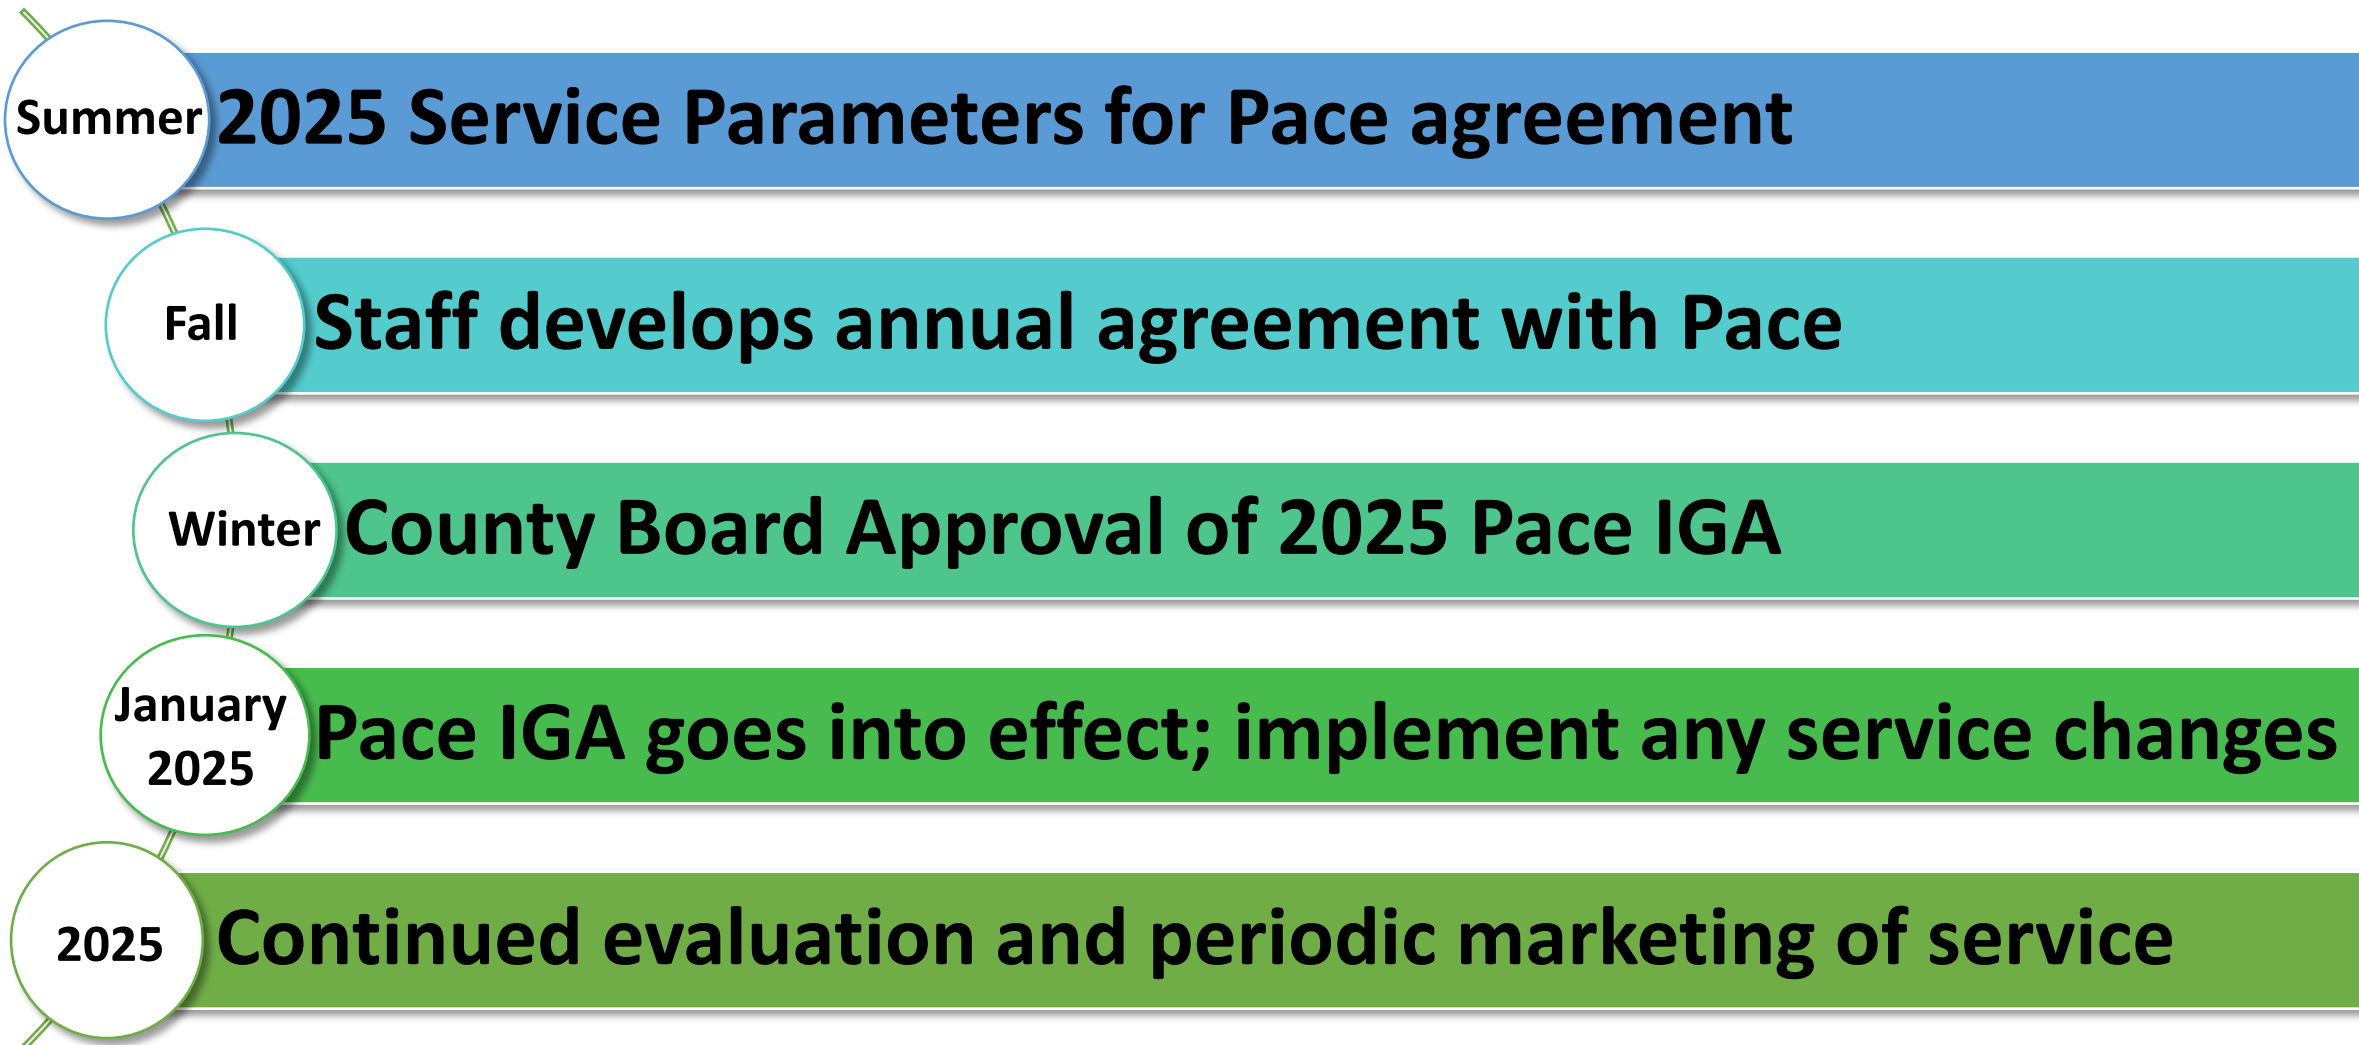 Summer
2025 Service Parameters for Pace agreement
Fall
Staff develops annual agreement with Pace
Winter
County Board Approval of 2025 Pace IGA
January
2025
Pace IGA goes into effect; implement any service changes
2025
Continued evaluation and periodic marketing of service